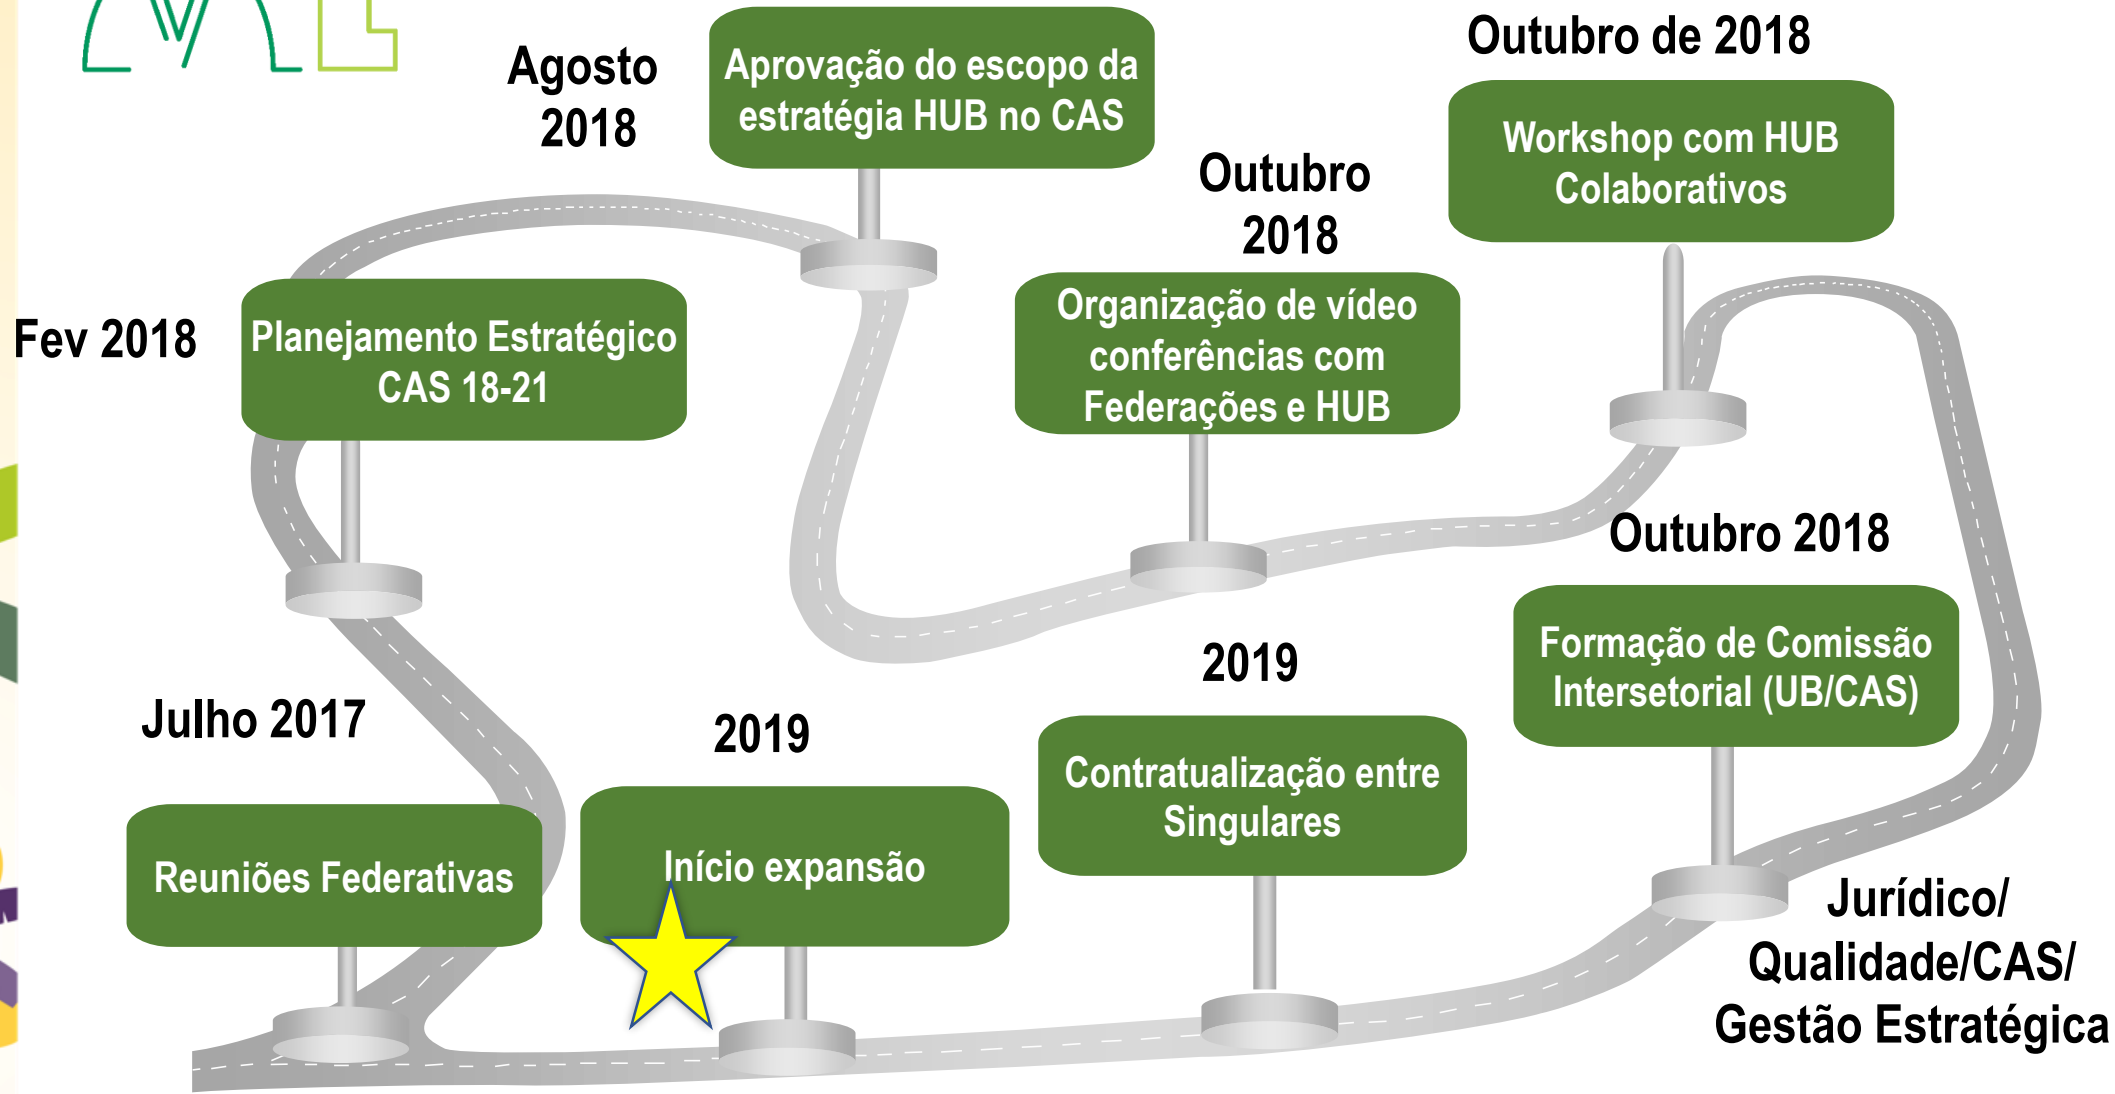 Agosto
2018
Aprovação do escopo da
estratégia HUB no CAS
Outubro de 2018
Workshop com HUB
Colaborativos
Outubro
2018
Organização de vídeo
conferências com
Federações e HUB
Fev 2018
Planejamento Estratégico
CAS 18-21
Outubro 2018
Formação de Comissão
Intersetorial (UB/CAS)
Jurídico/
Qualidade/CAS/
Gestão Estratégica
2019
Contratualização entre
Singulares
2019
Início expansão
Julho 2017
Reuniões Federativas